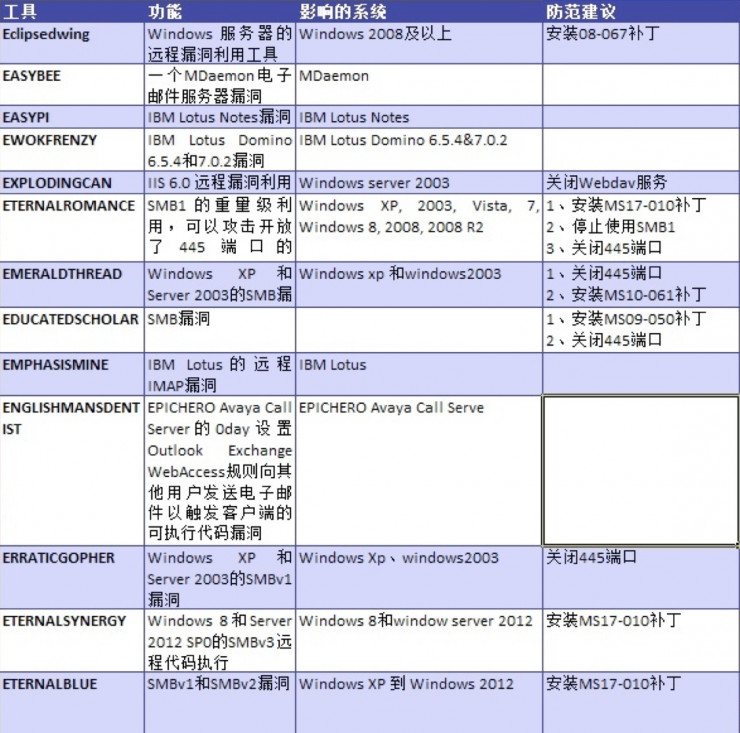 工具 功能 影响的系统 防范建议
Eclipsedwing Windows 服务器的 Windows 2008及以上 安装08-067补丁
远程漏洞利用工具
EASYBEE 一个MDaemon电子 MDaemon
邮件服务器漏洞
EASYPI IBM Lotus Notes漏洞 IBM Lotus Notes
EWOKFRENZY IBM Lotus Domino IBM Lotus Domino 6.5.4&7.0.2
6.5.4和7.0.2漏洞
EXPLODINGCAN IIS 6.0 远程漏洞利用 Windows server 2003 关闭Webdav服务
ETERNALROMANCE SMB1 的重量级利 Windows XP, 2003, Vista, 7, 1、安装MS17-010补丁
用，可以攻击开放 Windows 8, 2008, 2008 R2 2、停止使用SMB1
了 445 端口的 3、关闭445端口
EMERALDTHREAD Windows XP 和 Windows xp 和windows2003 1、关闭445端口
Server 2003的SMB漏 2、安装MS10-061补丁
EDUCATEDSCHOLAR SMB漏洞 1、安装MS09-050补丁
2、关闭445端口
EMPHASISMINE IBM Lotus 的 远程 IBM Lotus
IMAP漏洞
ENGLISHMANSDENT EPICHERO Avaya Call EPICHERO Avaya Call Serve
IST Server 的 0day 设置
Outlook Exchange
WebAccess规则向其
他用户发送电子邮
件以触发客户端的
可执行代码漏洞
ERRATICGOPHER Windows XP 和 Windows Xp、windows2003 关闭445端口
Server 2003的SMBv1
漏洞
ETERNALSYNERGY Windows 8和Server Windows 8和window server 2012 安装MS17-010补丁
2012 SP0的SMBv3远
程代码执行
ETERNALBLUE SMBv1和SMBv2漏洞 Windows XP 到 Windows 2012 安装MS17-010补丁